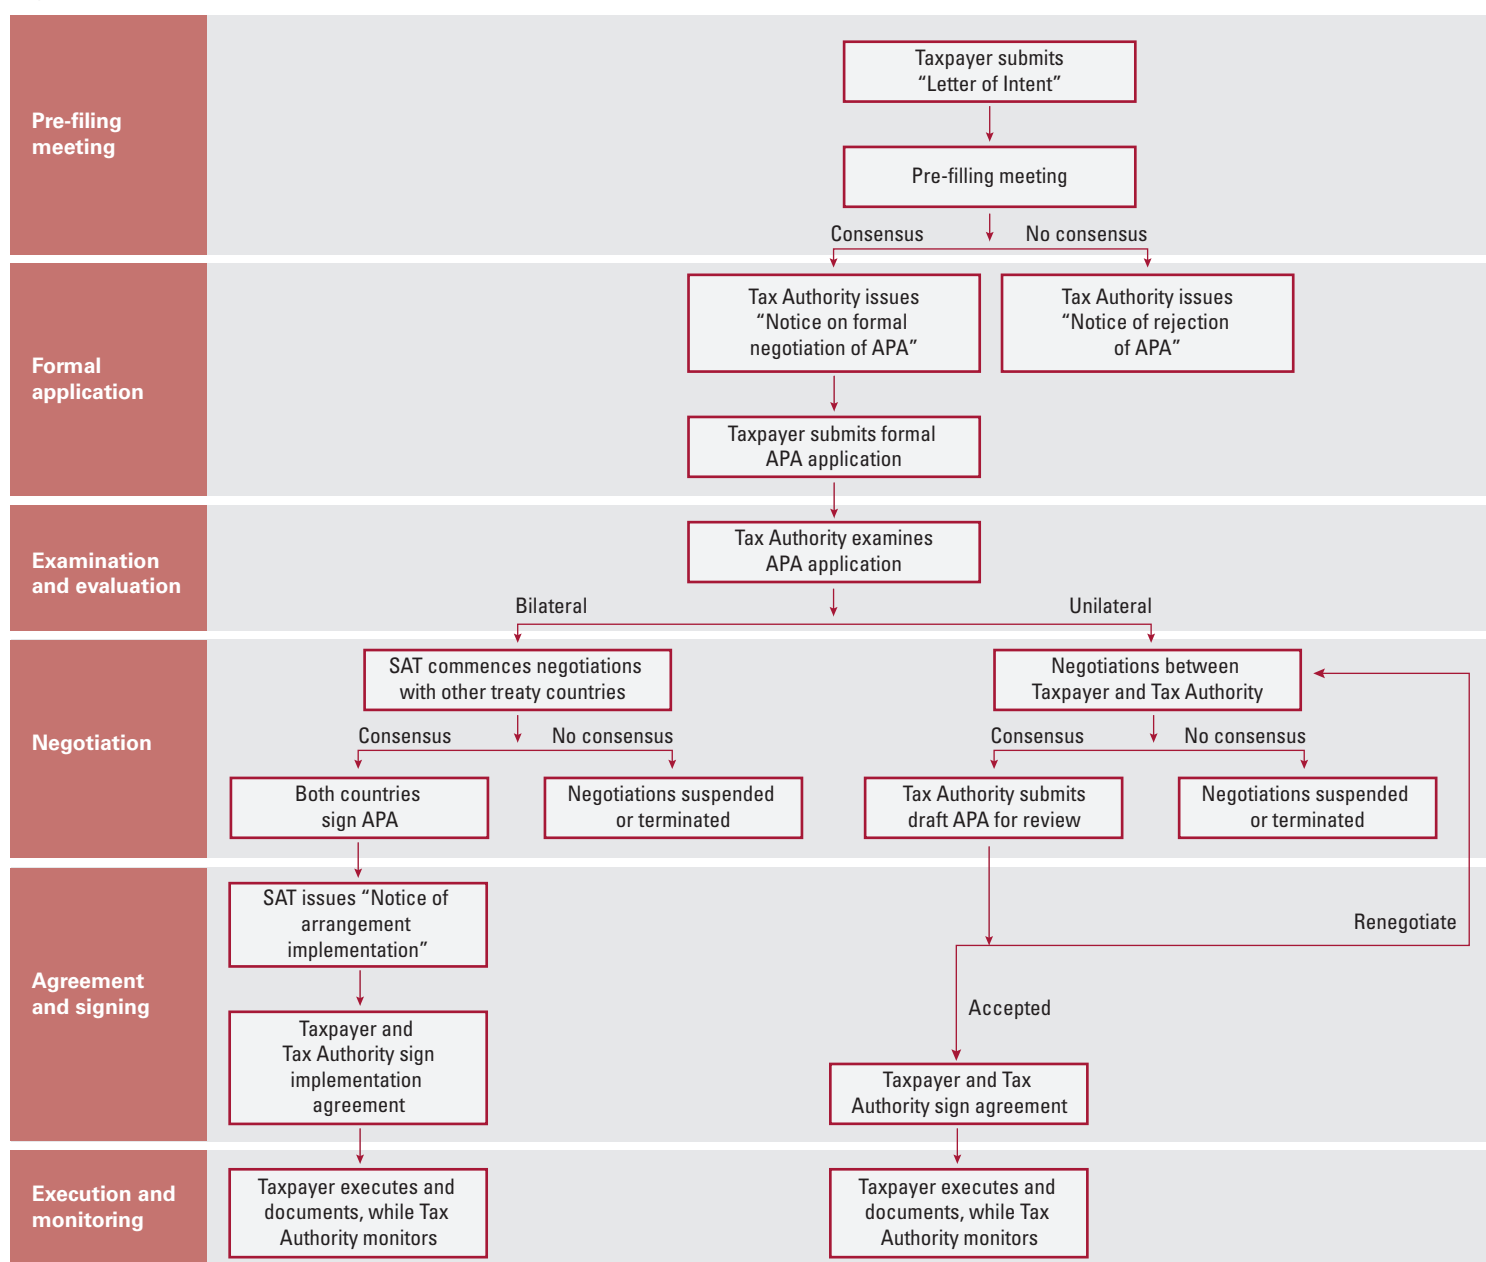 Pre-filing
meeting
Taxpayer submits
“Letter of Intent”
Pre-filling meeting
Consensus
No consensus
Formal
application
Tax Authority issues
“Notice on formal
negotiation of APA”
Tax Authority issues
“Notice of rejection
of APA”
Taxpayer submits formal
APA application
Examination
and evaluation
Tax Authority examines
APA application
Bilateral
Unilateral
Negotiation
SAT commences negotiations
with other treaty countries
Negotiations between
Taxpayer and Tax Authority
Consensus
No consensus
Consensus
No consensus
Both countries
sign APA
Negotiations suspended
or terminated
Tax Authority submits
draft APA for review
Negotiations suspended
or terminated
Agreement
and signing
SAT issues “Notice of
arrangement
implementation”
Renegotiate
Accepted
Taxpayer and
Tax Authority sign
implementation
agreement
Taxpayer and Tax
Authority sign agreement
Execution and
monitoring
Taxpayer executes and
documents, while Tax
Authority monitors
Taxpayer executes and
documents, while Tax
Authority monitors